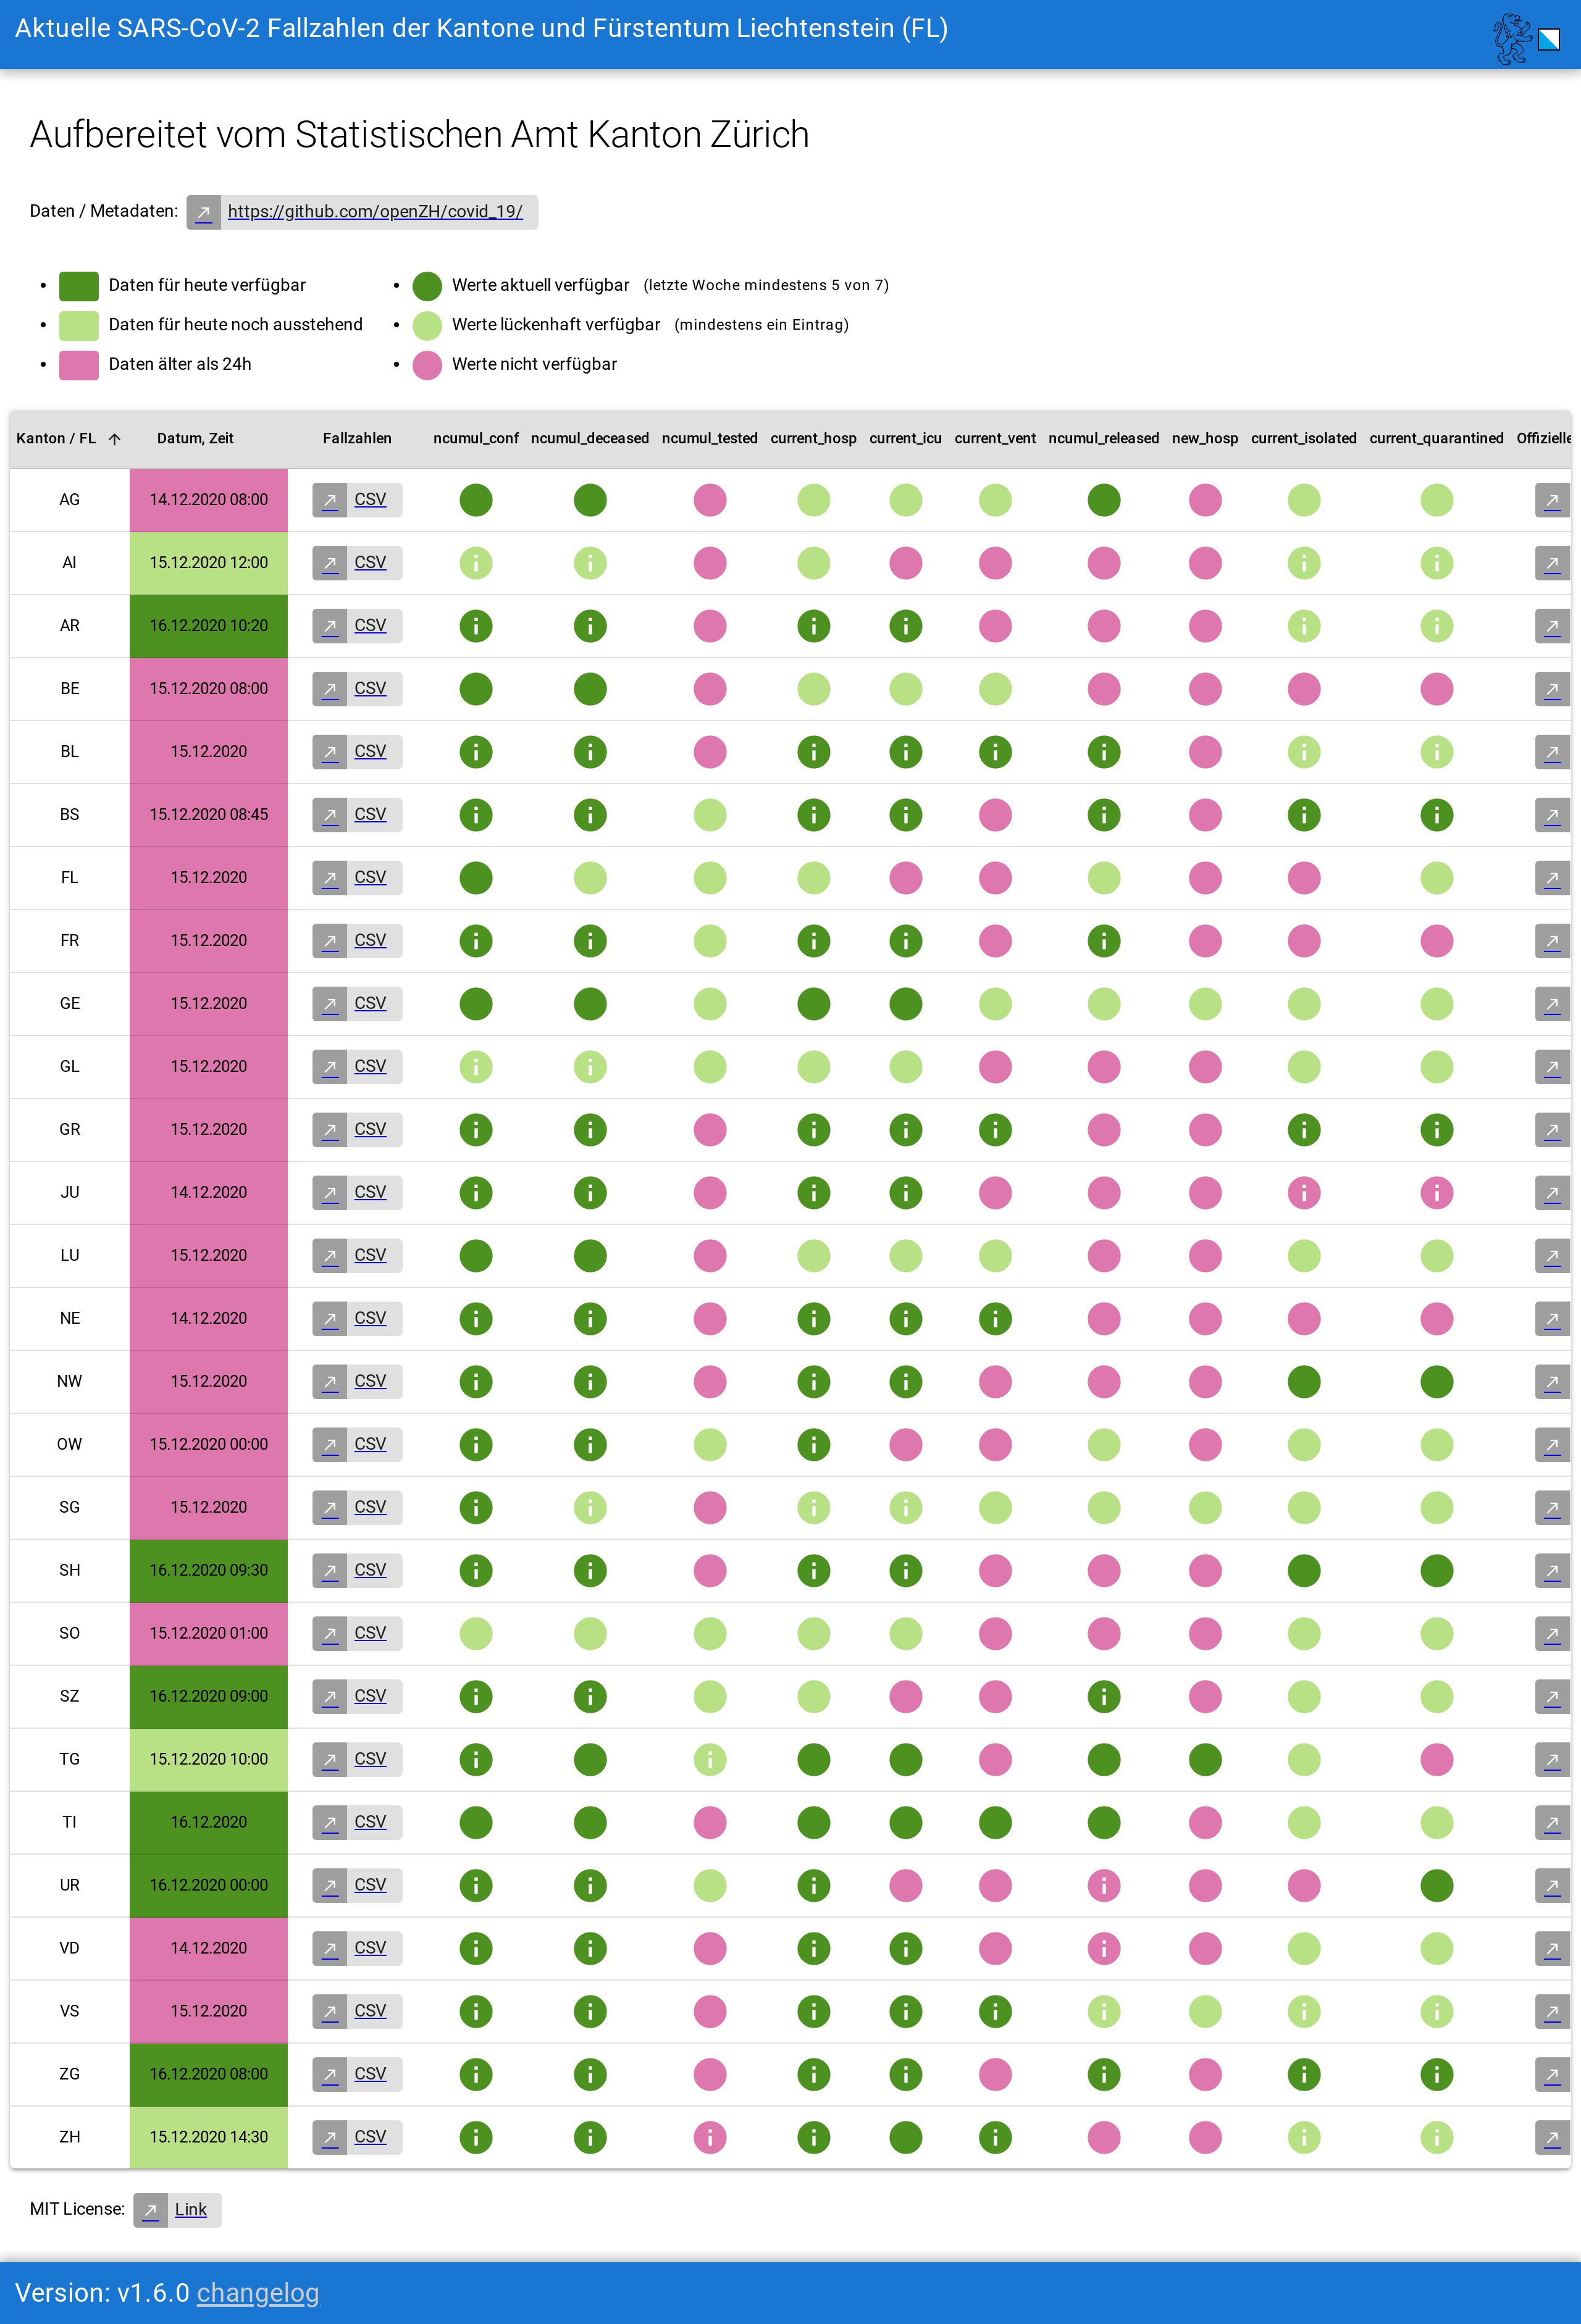 Aktuelle SARS-CoV-2 Fallzahlen der Kantone und Fürstentum Liechtenstein (FL)
Aufbereitet vom Statistischen Amt Kanton Zürich
Daten / Metadaten: https://github.com/openZH/covid_19/
Daten für heute verfügbar
Daten für heute noch ausstehend
Daten älter als 24h
Werte aktuell verfügbar (letzte Woche mindestens 5 von 7)
Werte lückenhaft verfügbar (mindestens ein Eintrag)
Werte nicht verfügbar
Kanton / FL Datum, Zeit Fallzahlen ncumul_conf ncumul_deceased ncumul_tested current_hosp current_icu current_vent ncumul_released new_hosp current_isolated current_quarantined Offizielle
AG 14.12.2020 08:00 CSV
AI 15.12.2020 12:00 CSV
AR 16.12.2020 10:20 CSV
BE 15.12.2020 08:00 CSV
BL 15.12.2020 CSV
BS 15.12.2020 08:45 CSV
FL 15.12.2020 CSV
FR 15.12.2020 CSV
GE 15.12.2020 CSV
GL 15.12.2020 CSV
GR 15.12.2020 CSV
JU 14.12.2020 CSV
LU 15.12.2020 CSV
NE 14.12.2020 CSV
NW 15.12.2020 CSV
OW 15.12.2020 00:00 CSV
SG 15.12.2020 CSV
SH 16.12.2020 09:30 CSV
SO 15.12.2020 01:00 CSV
SZ 16.12.2020 09:00 CSV
TG 15.12.2020 10:00 CSV
TI 16.12.2020 CSV
UR 16.12.2020 00:00 CSV
VD 14.12.2020 CSV
VS 15.12.2020 CSV
ZG 16.12.2020 08:00 CSV
ZH 15.12.2020 14:30 CSV
MIT License: Link
Version: v1.6.0 changelog